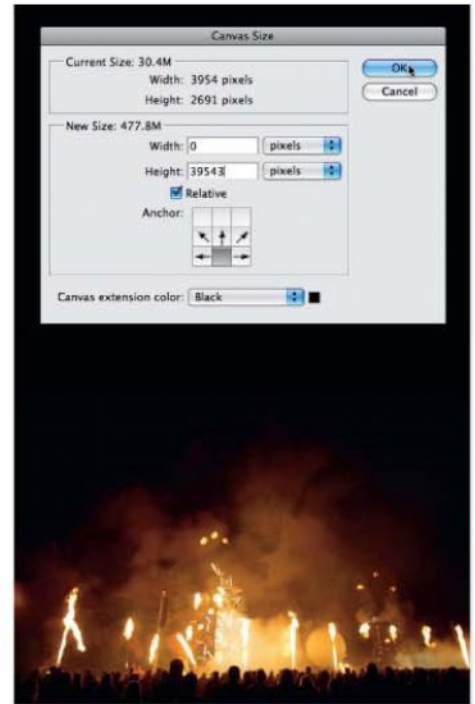 Canvas Size
Current Size: 30.4M
Width: 3954 pixels
Height: 2691 pixels
OK
Cancel
New Size: 477.8M
Width: 0 pixels
Height: 39543 pixels
Relative
Anchor:
Canvas extension color: Black